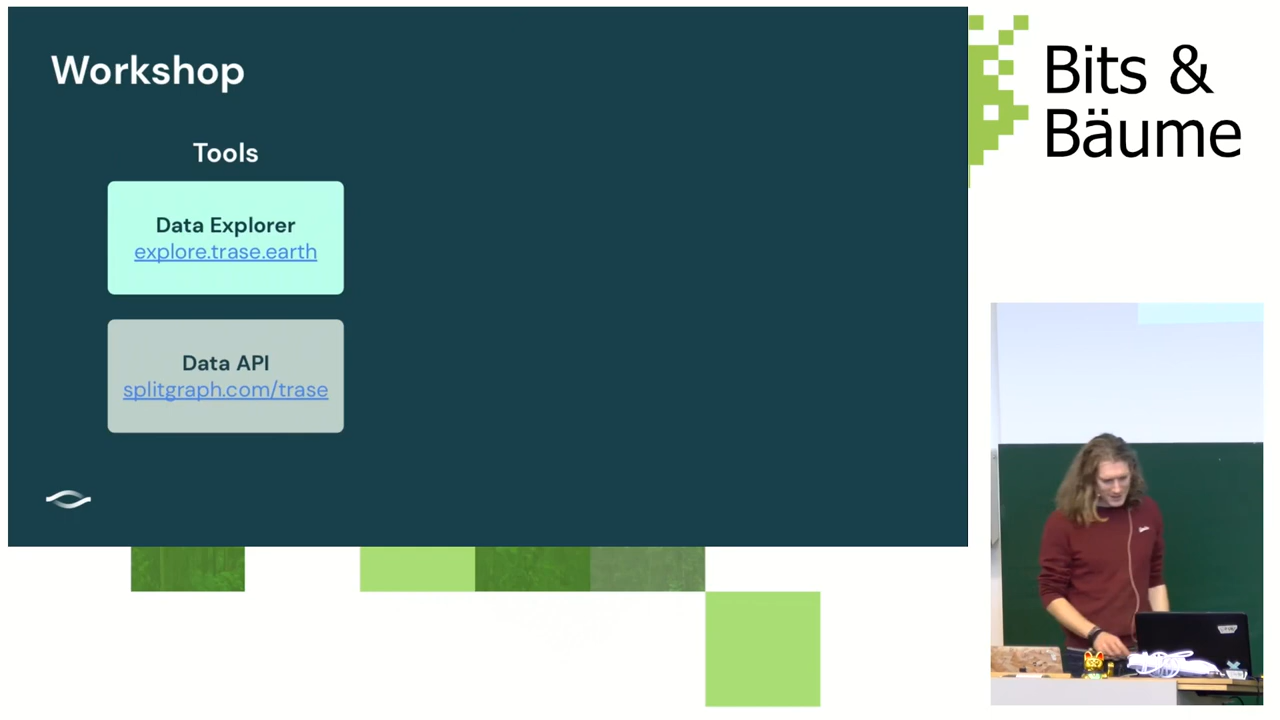 Workshop
Tools
Data Explorer
explore.trase.earth
Data API
splitgraph.com/trase
Bits &
Bäume